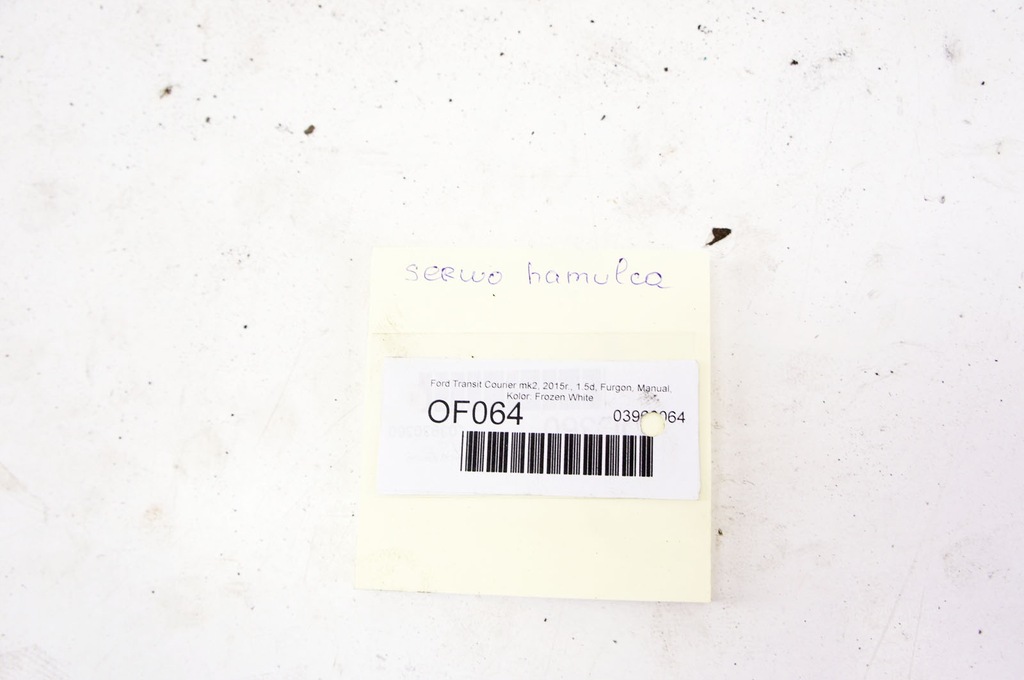 serwo hamulca
Ford Transit Courier mk2, 2015r., 1.5d, Furgon, Manual,
Kolor: Frozen White
OF064